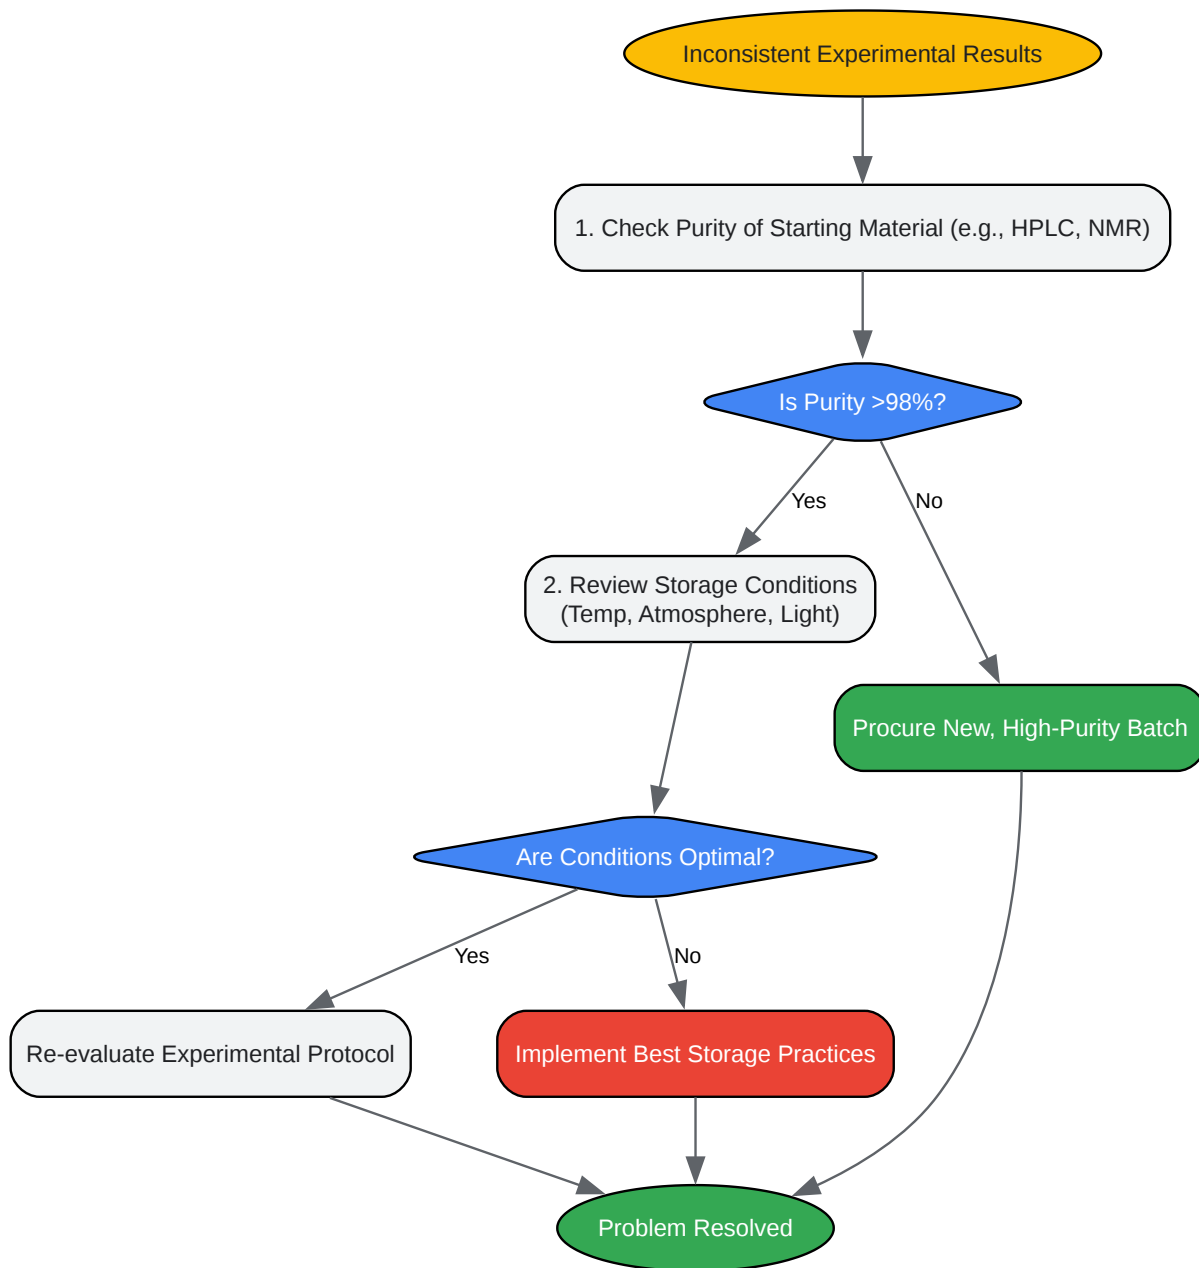 Inconsistent Experimental Results
1. Check Purity of Starting Material (e.g., HPLC, NMR)
Is Purity >98%?
Yes
No
2. Review Storage Conditions
(Temp, Atmosphere, Light)
Procure New, High-Purity Batch
Are Conditions Optimal?
Yes
No
Re-evaluate Experimental Protocol
Implement Best Storage Practices
Problem Resolved